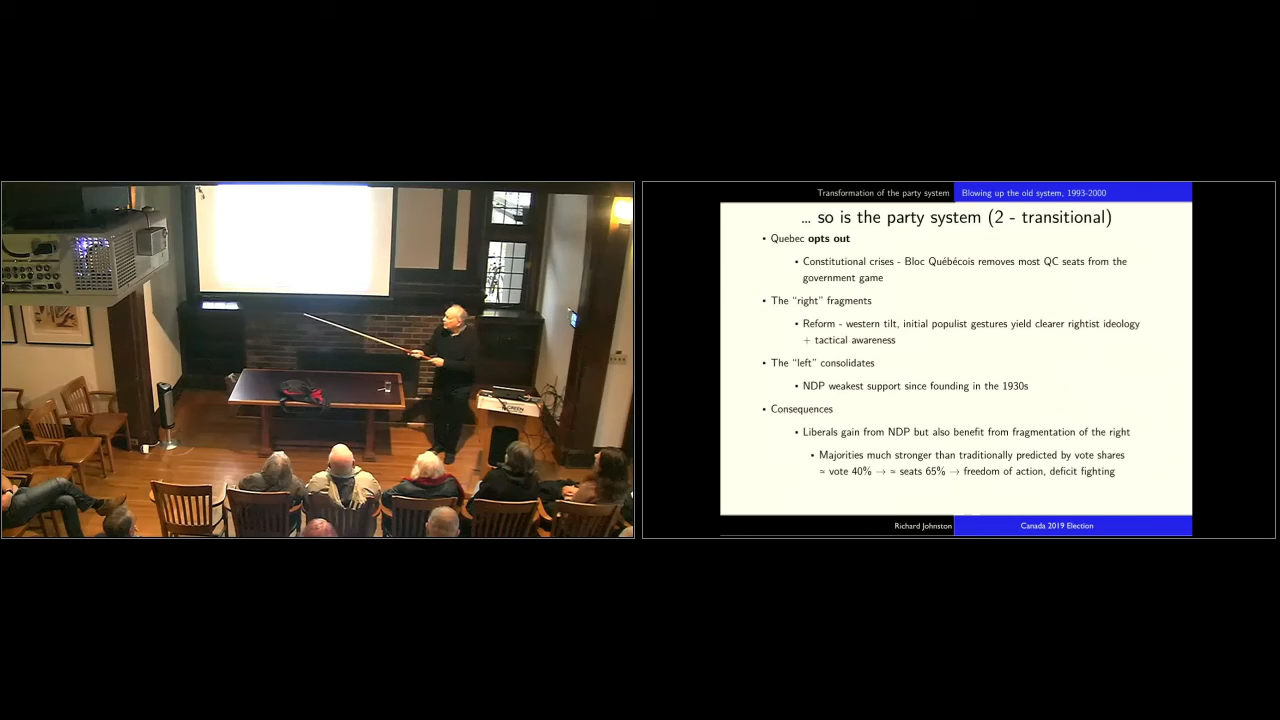 Transformation of the party system
Blowing up the old system, 1993-2000
... so is the party system (2 - transitional)
• Quebec opts out
• Constitutional crises - Bloc Québécois removes most QC seats from the
government game
• The “right” fragments
• Reform - western tilt, initial populist gestures yield clearer rightist ideology
+ tactical awareness
• The “left” consolidates
• NDP weakest support since founding in the 1930s
• Consequences
• Liberals gain from NDP but also benefit from fragmentation of the right
• Majorities much stronger than traditionally predicted by vote shares
≈ vote 40% → ≈ seats 65% → freedom of action, deficit fighting
Richard Johnston
Canada 2019 Election
GREEN